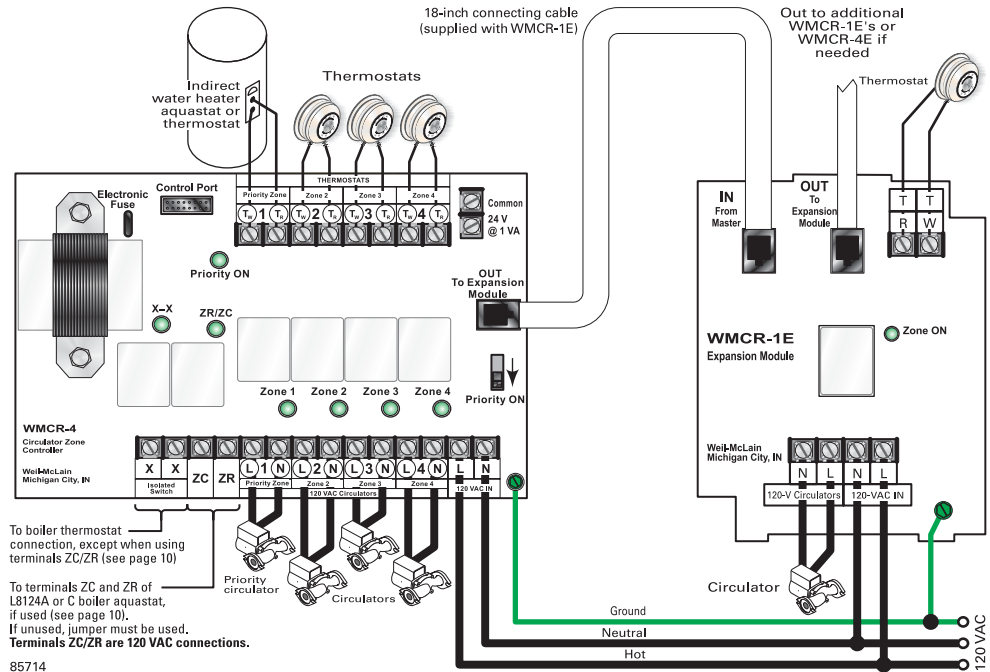 18-inch connecting cable
(supplied with WMCR-1E)
Out to additional
WMCR-1E's or
WMCR-4E if
needed
Indirect
water heater
aquastat or
thermostat
Thermostats
Thermostat
Electronic
Fuse
Control Port
THERMOSTATS
Priority Zone Zone 2 Zone 3 Zone 4
TW 1 TR TW 2 TR TW 3 TR TW 4 TR
Common
24 V
@ 1 VA
Priority ON
OUT
To Expansion
Module
X–X
ZR/ZC
Zone 1 Zone 2 Zone 3 Zone 4
Priority ON
WMCR-4
Circulator Zone
Controller
Weil-McLain
Michigan City, IN
X X ZC ZR L 1 N L 2 N L 3 N L 4 N L N
Isolated
Switch
Priority Zone Zone 2 Zone 3 Zone 4
120 VAC Circulators
120 VAC IN
IN
From
Master
OUT
To
Expansion
Module
T T
R W
WMCR-1E
Expansion Module
Zone ON
Weil-McLain
Michigan City, IN
N L N L
120-V Circulators 120-VAC IN
To boiler thermostat
connection, except when using
terminals ZC/ZR (see page 10)
To terminals ZC and ZR of
L8124A or C boiler aquastat,
if used (see page 10).
If unused, jumper must be used.
Terminals ZC/ZR are 120 VAC connections.
Priority
circulator
Circulators
Circulator
Ground
Neutral
Hot
120 VAC
85714